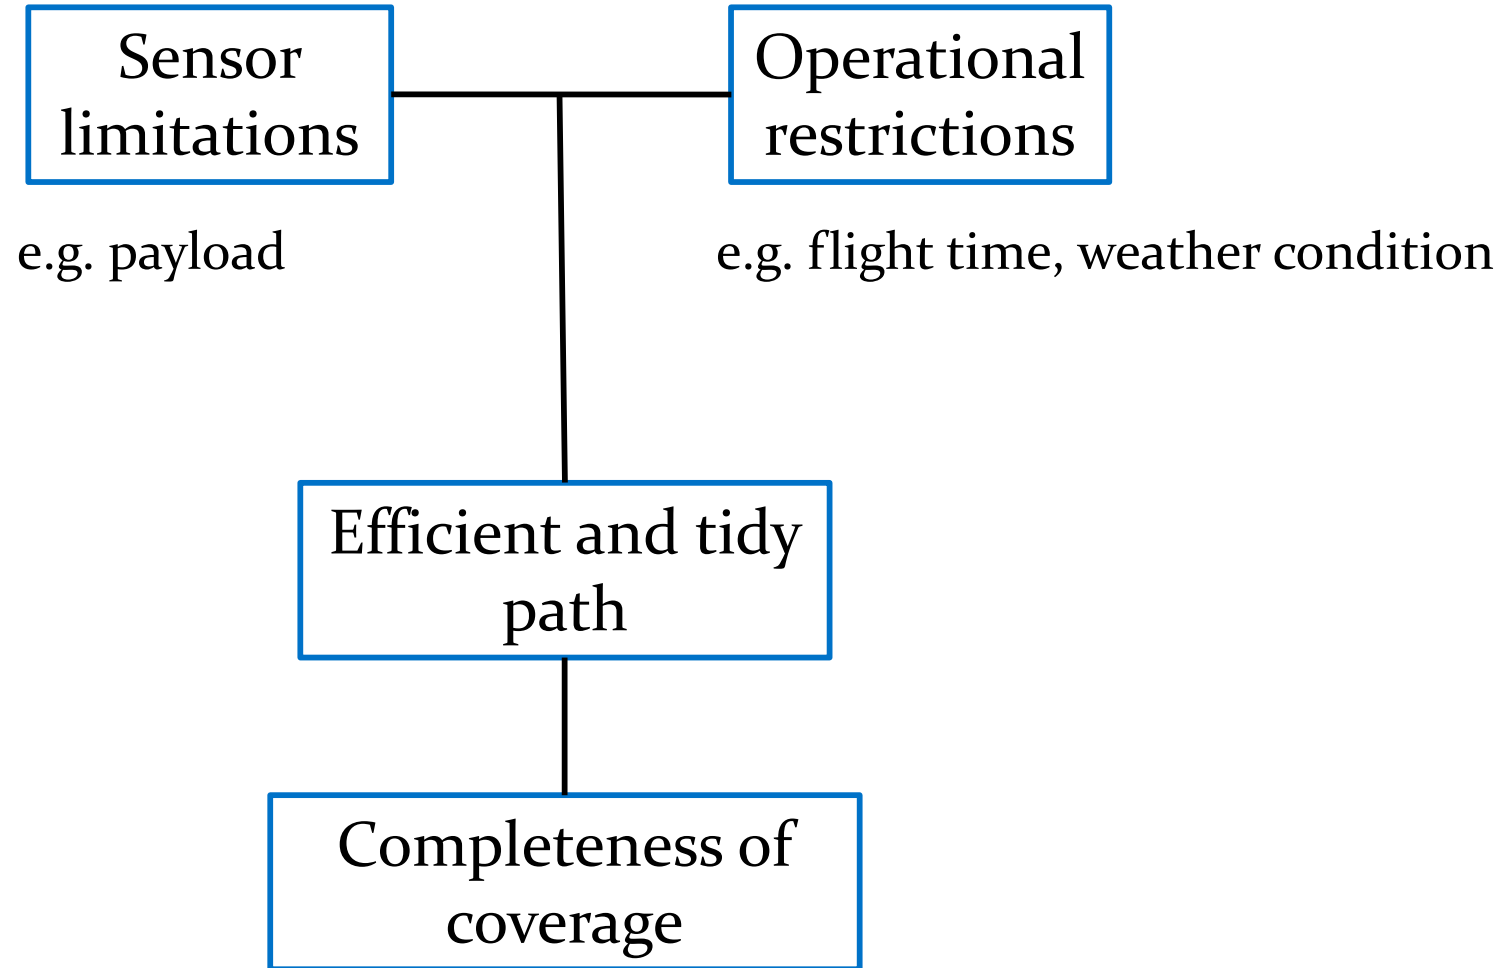 Sensor
limitations
Operational
restrictions
e.g. payload
e.g. flight time, weather condition
Efficient and tidy
path
Completeness of
coverage